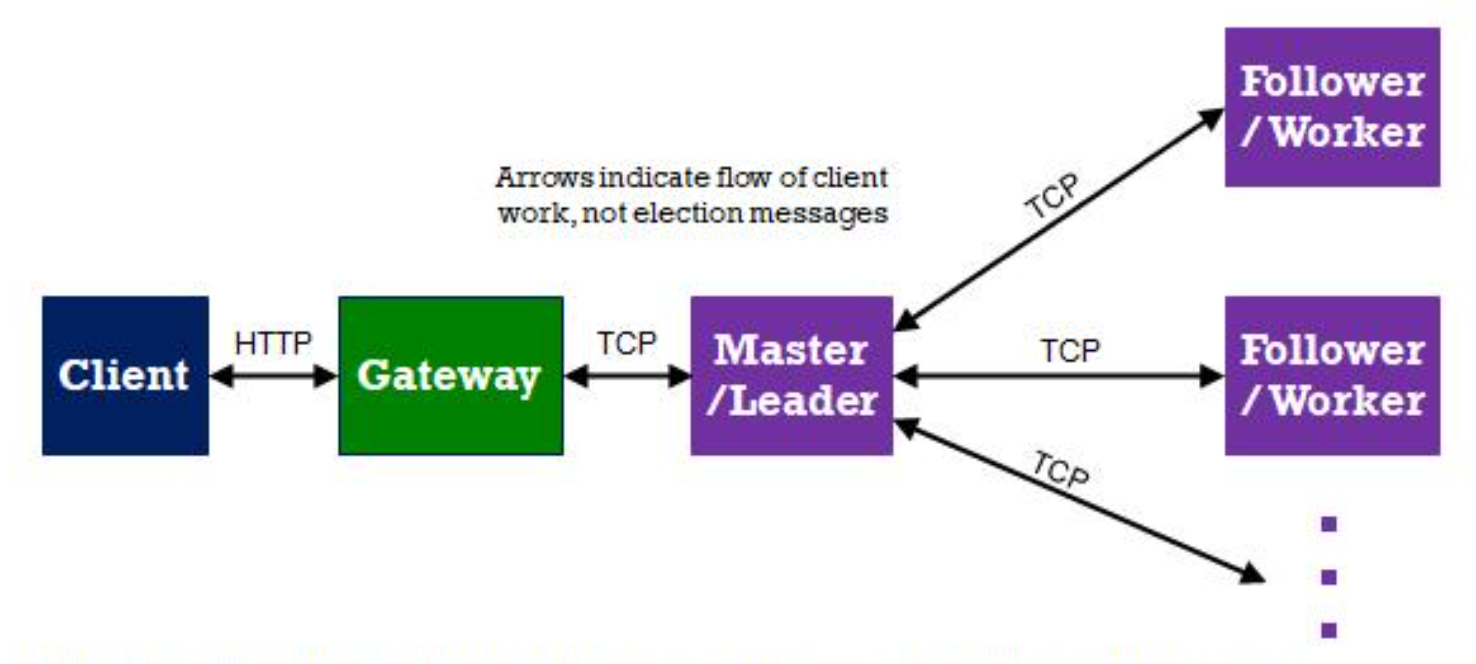 Follower
/Worker
Arrows indicate flow of client
work, not election messages
TCP
Client
HTTP
Gateway
TCP
Master
/Leader
TCP
Follower
/Worker
TCP